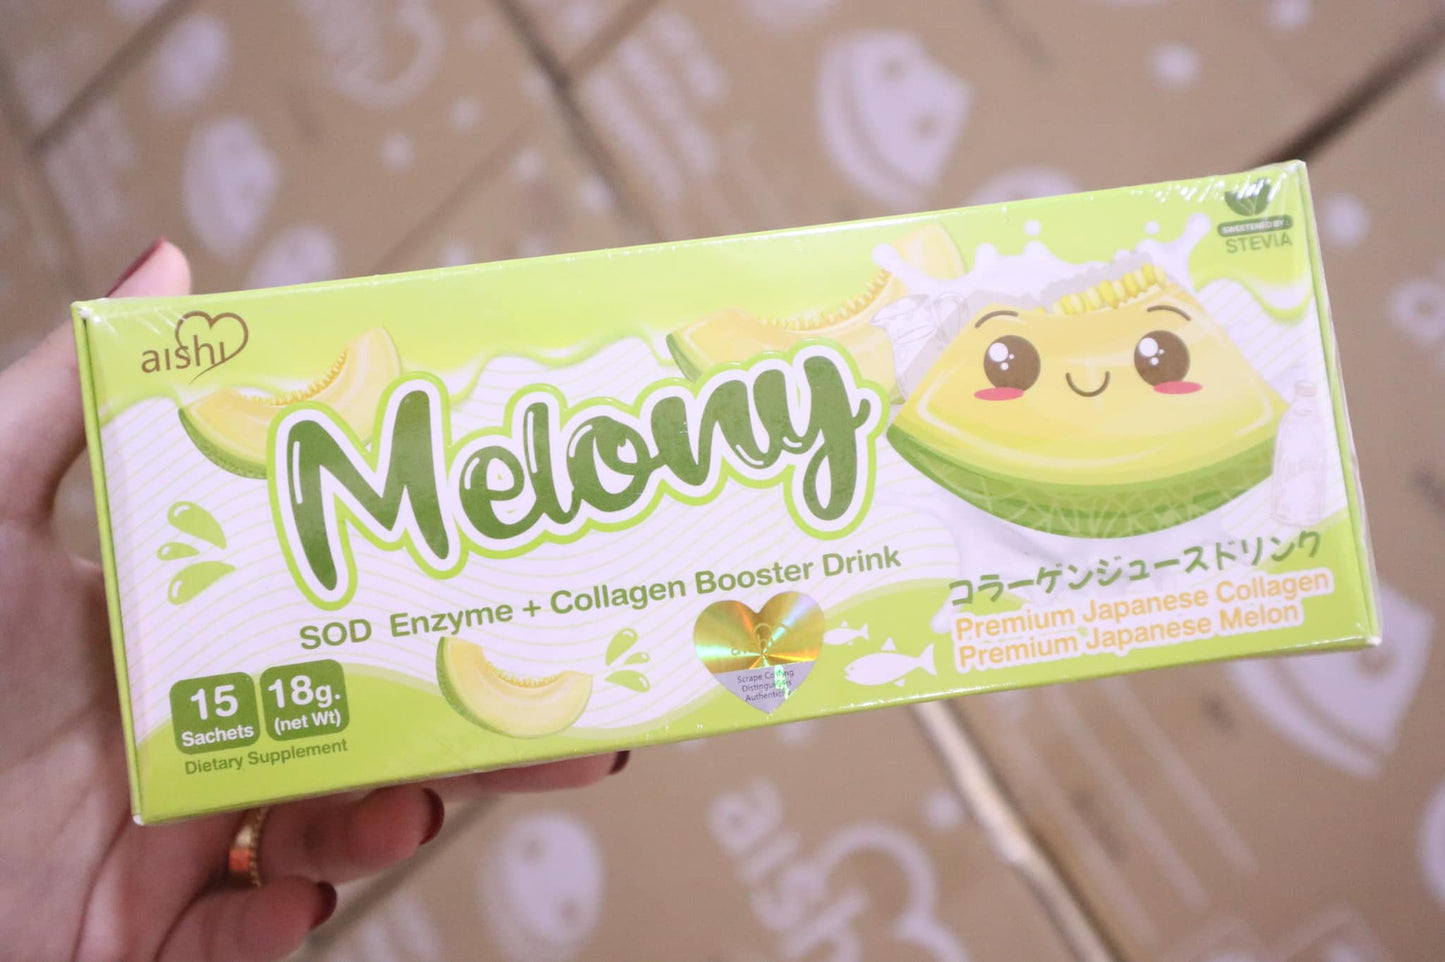 aishi
SWEETENED BY
STEVIA
Melony
SOD Enzyme + Collagen Booster Drink
コラーゲンジュースドリンク
Premium Japanese Collagen
Premium Japanese Melon
15
Sachets
18g.
(net Wt)
Dietary Supplement
Scrape Coating
aishi